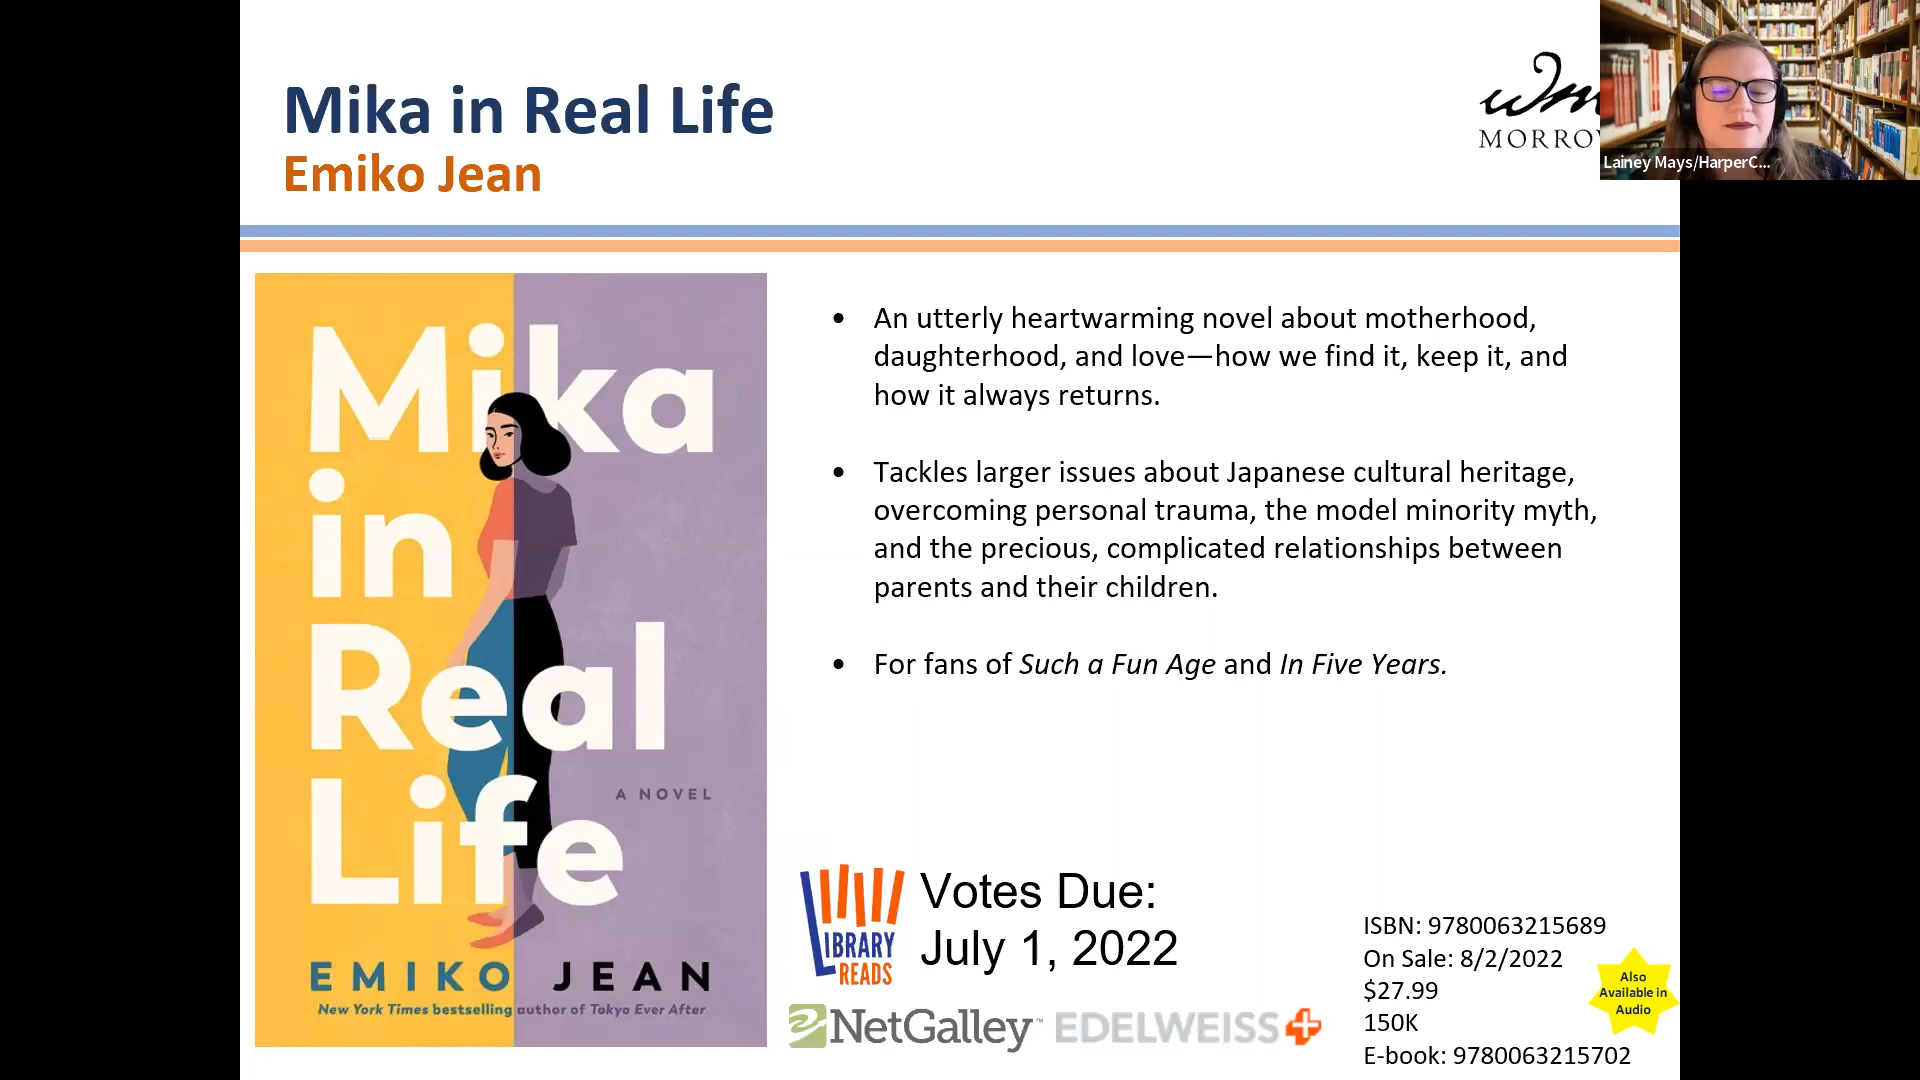 Mika in Real Life
Emiko Jean
wm
MORRO
Lainey Mays/HarperC...
Mika
in
Real
Life
A NOVEL
EMIKO JEAN
New York Times bestselling author of Tokyo Ever After
• An utterly heartwarming novel about motherhood,
daughterhood, and love—how we find it, keep it, and
how it always returns.
• Tackles larger issues about Japanese cultural heritage,
overcoming personal trauma, the model minority myth,
and the precious, complicated relationships between
parents and their children.
• For fans of Such a Fun Age and In Five Years.
LIBRARY
READS
Votes Due:
July 1, 2022
NetGalley™
EDELWEISS+
ISBN: 9780063215689
On Sale: 8/2/2022
$27.99
150K
E-book: 9780063215702
Also
Available in
Audio